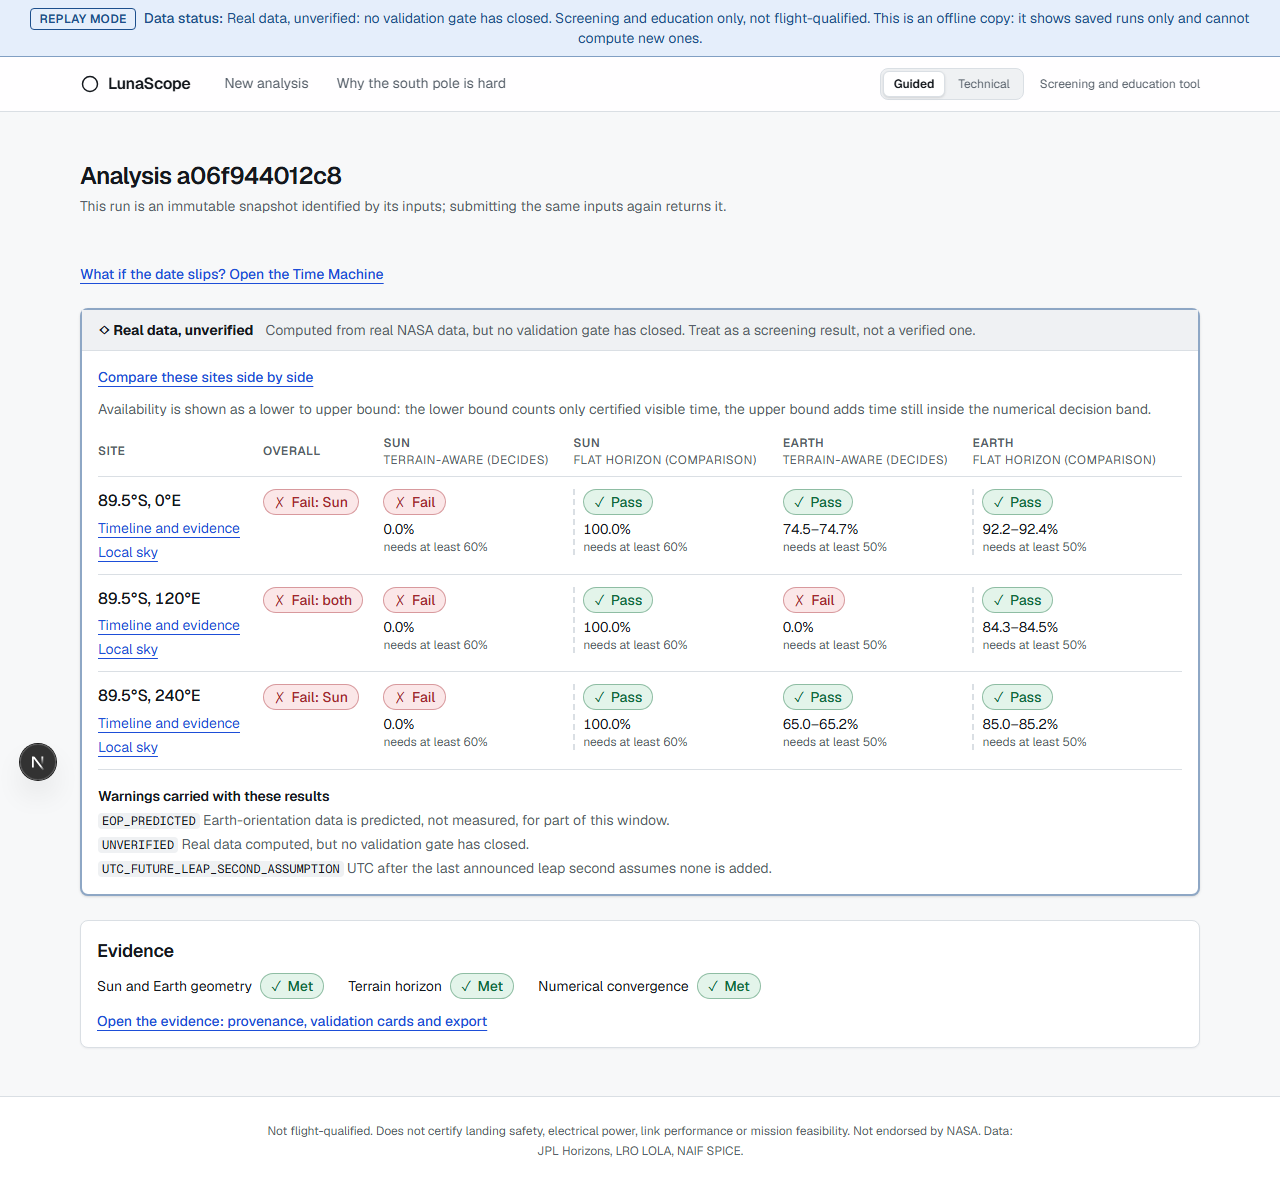 REPLAY MODE Data status: Real data, unverified: no validation gate has closed. Screening and education only, not flight-qualified. This is an offline copy: it shows saved runs only and cannot
compute new ones.
LunaScope New analysis Why the south pole is hard Guided Technical Screening and education tool
Analysis a06f944012c8
This run is an immutable snapshot identified by its inputs; submitting the same inputs again returns it.
What if the date slips? Open the Time Machine
◇ Real data, unverified Computed from real NASA data, but no validation gate has closed. Treat as a screening result, not a verified one.
Compare these sites side by side
Availability is shown as a lower to upper bound: the lower bound counts only certified visible time, the upper bound adds time still inside the numerical decision band.
SITE OVERALL SUN TERRAIN-AWARE (DECIDES) SUN FLAT HORIZON (COMPARISON) EARTH TERRAIN-AWARE (DECIDES) EARTH FLAT HORIZON (COMPARISON)
89.5°S, 0°E ✗ Fail: Sun ✗ Fail ✓ Pass ✓ Pass ✓ Pass
Timeline and evidence 0.0% 100.0% 74.5–74.7% 92.2–92.4%
Local sky needs at least 60% needs at least 60% needs at least 50% needs at least 50%
89.5°S, 120°E ✗ Fail: both ✗ Fail ✓ Pass ✗ Fail ✓ Pass
Timeline and evidence 0.0% 100.0% 0.0% 84.3–84.5%
Local sky needs at least 60% needs at least 60% needs at least 50% needs at least 50%
89.5°S, 240°E ✗ Fail: Sun ✗ Fail ✓ Pass ✓ Pass ✓ Pass
Timeline and evidence 0.0% 100.0% 65.0–65.2% 85.0–85.2%
Local sky needs at least 60% needs at least 60% needs at least 50% needs at least 50%
N
Warnings carried with these results
EOP_PREDICTED Earth-orientation data is predicted, not measured, for part of this window.
UNVERIFIED Real data computed, but no validation gate has closed.
UTC_FUTURE_LEAP_SECOND_ASSUMPTION UTC after the last announced leap second assumes none is added.
Evidence
Sun and Earth geometry ✓ Met Terrain horizon ✓ Met Numerical convergence ✓ Met
Open the evidence: provenance, validation cards and export
Not flight-qualified. Does not certify landing safety, electrical power, link performance or mission feasibility. Not endorsed by NASA. Data:
JPL Horizons, LRO LOLA, NAIF SPICE.